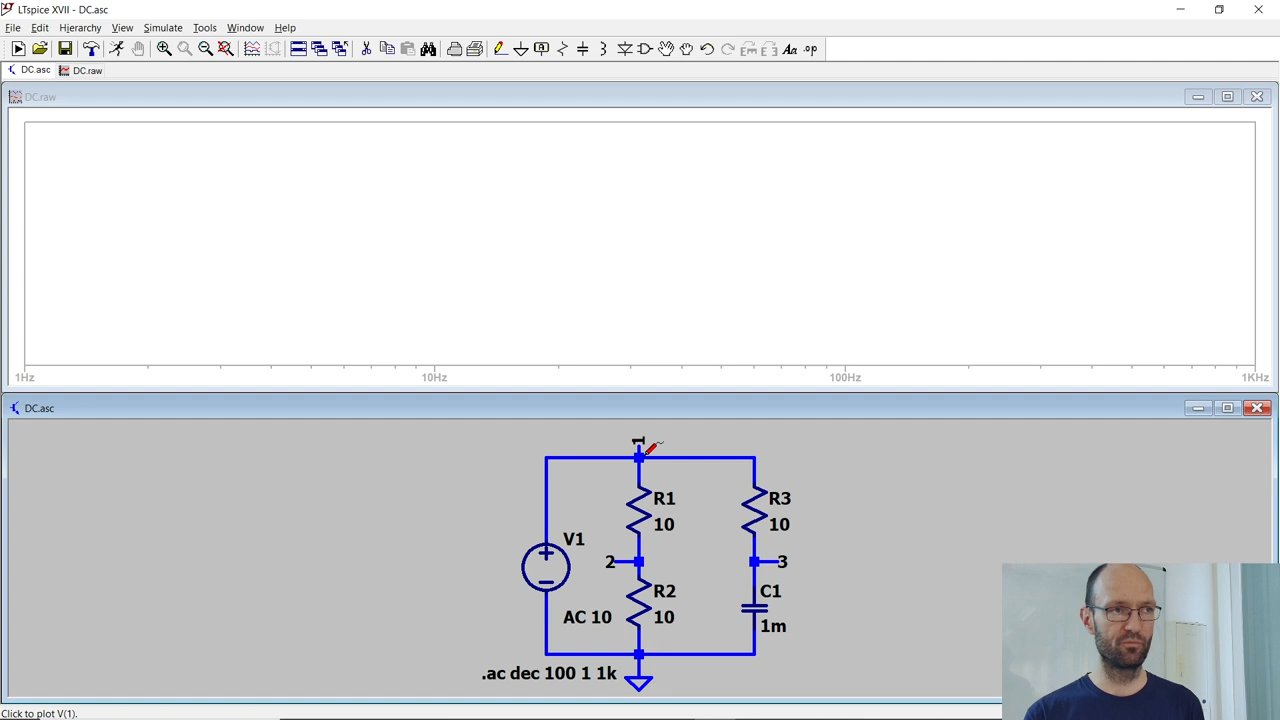 LTspice XVII - DC.asc
File Edit Hierarchy View Simulate Tools Window Help
Aa .op
DC.asc DC.raw
DC.raw
1Hz 10Hz 100Hz 1KHz
DC.asc
1
R1
10
R3
10
V1
2
3
R2
10
C1
1m
AC 10
.ac dec 100 1 1k
Click to plot V(1).